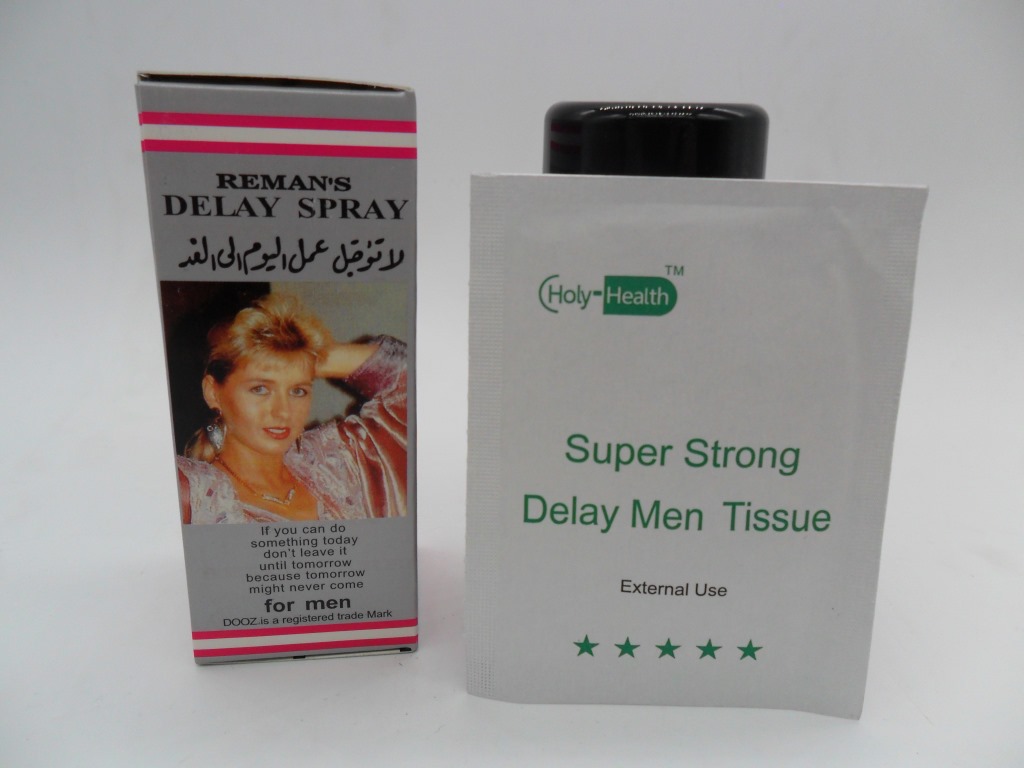 REMAN'S
DELAY SPRAY
لا تؤجل عمل اليوم الى الغد
If you can do
something today
don't leave it
until tomorrow
because tomorrow
might never come
for men
DOOZ.is a registered trade Mark
Holy-Health TM
Super Strong
Delay Men Tissue
External Use